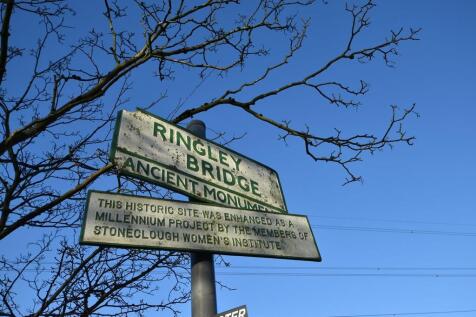 RINGLEY
BRIDGE
ANCIENT MONUMENT
THIS HISTORIC SITE WAS ENHANCED AS A
MILLENNIUM PROJECT BY THE MEMBERS OF
STONECLOUGH WOMEN'S INSTITUTE